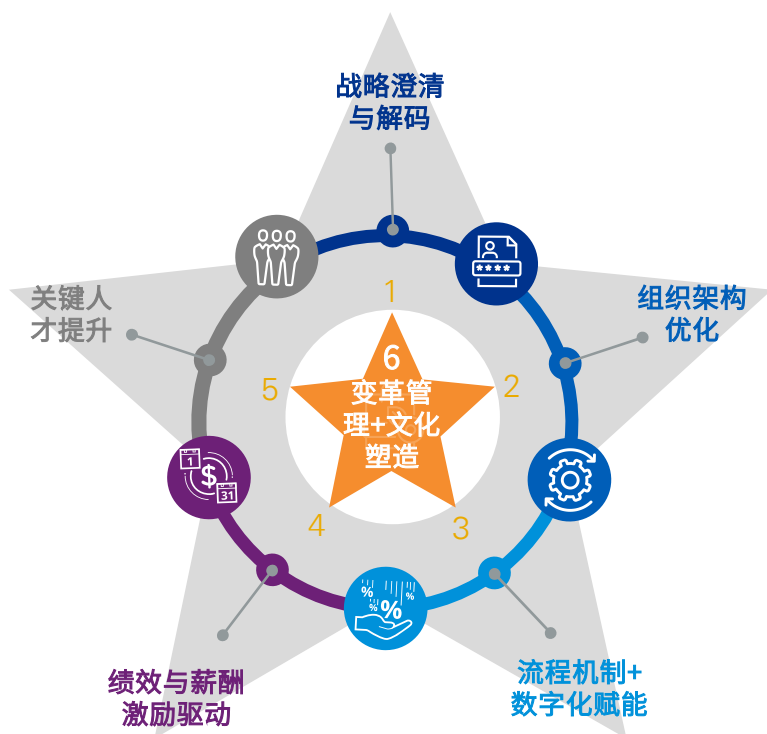 战略澄清
与解码
1
关键人
才提升
组织架构
优化
6
变革管
理+文化
塑造
5
2
4
3
1
31
$
%
%
%
%
****
流程机制+
数字化赋能
绩效与薪酬
激励驱动